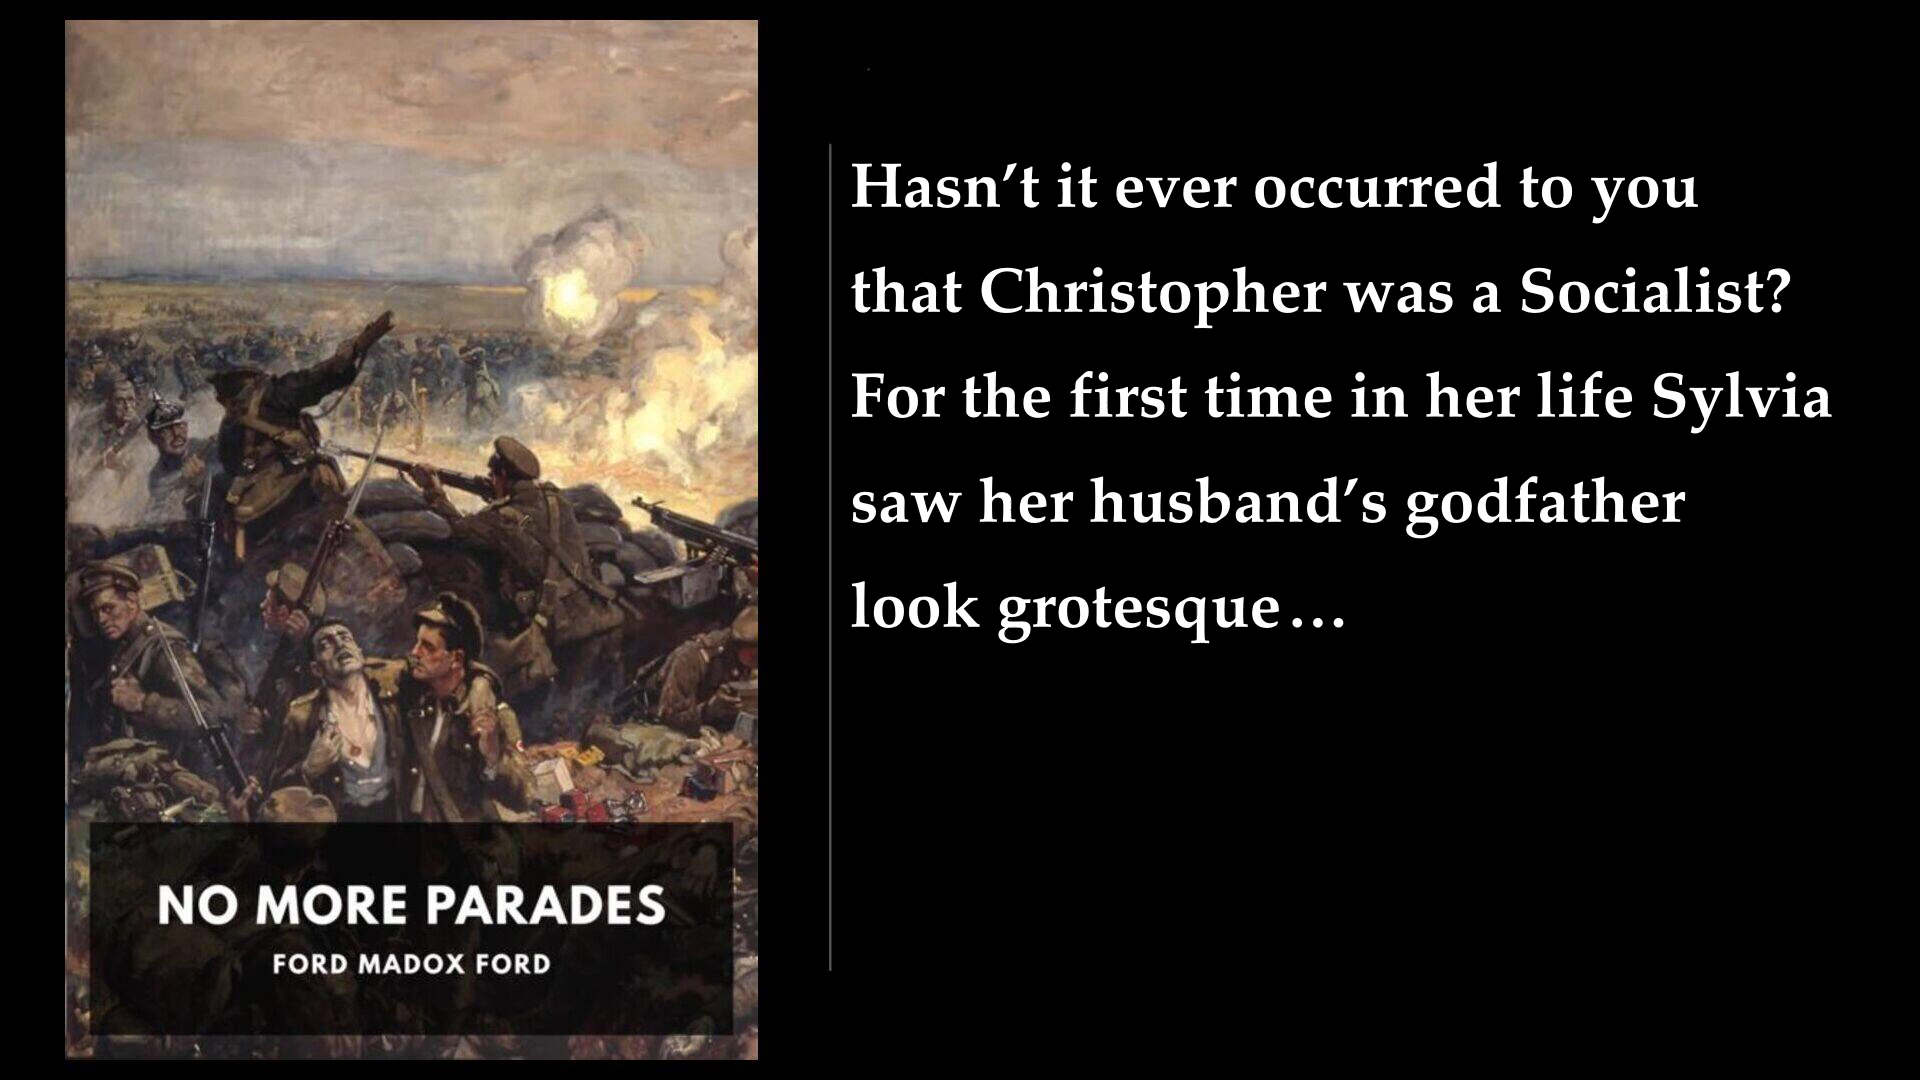 NO MORE PARADES
FORD MADOX FORD
Hasn’t it ever occurred to you
that Christopher was a Socialist?
For the first time in her life Sylvia
saw her husband’s godfather
look grotesque…